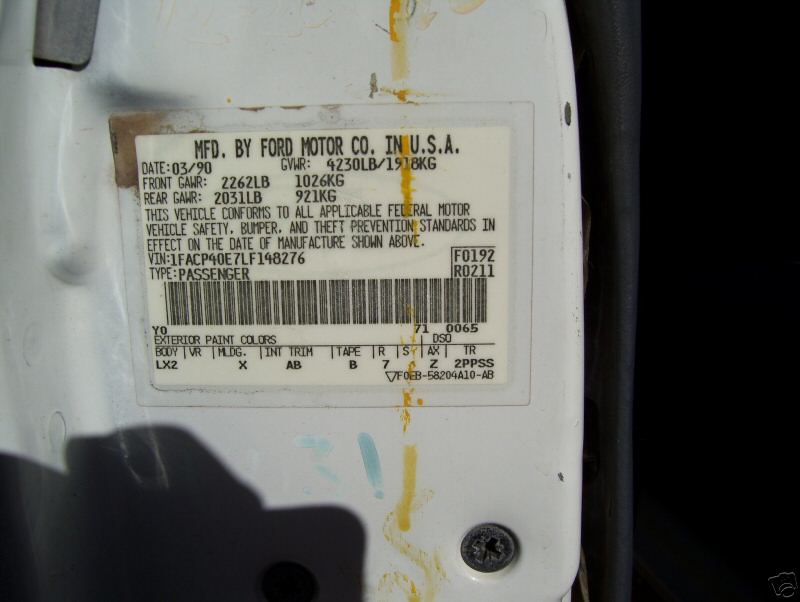 MFD. BY FORD MOTOR CO. IN U.S.A.
DATE: 03/90 GVWR: 4230LB/1918KG
FRONT GAWR: 2262LB 1026KG
REAR GAWR: 2031LB 921KG
THIS VEHICLE CONFORMS TO ALL APPLICABLE FEDERAL MOTOR
VEHICLE SAFETY, BUMPER, AND THEFT PREVENTION STANDARDS IN
EFFECT ON THE DATE OF MANUFACTURE SHOWN ABOVE.
VIN: 1FACP40E7LF148276 F0192
TYPE: PASSENGER R0211
YO 71 0065
EXTERIOR PAINT COLORS DSO
BODY VR MLDG. INT TRIM TAPE R S AX TR
LX2 X AB B 7 Z 2PPSS
F0EB-58204A10-AB